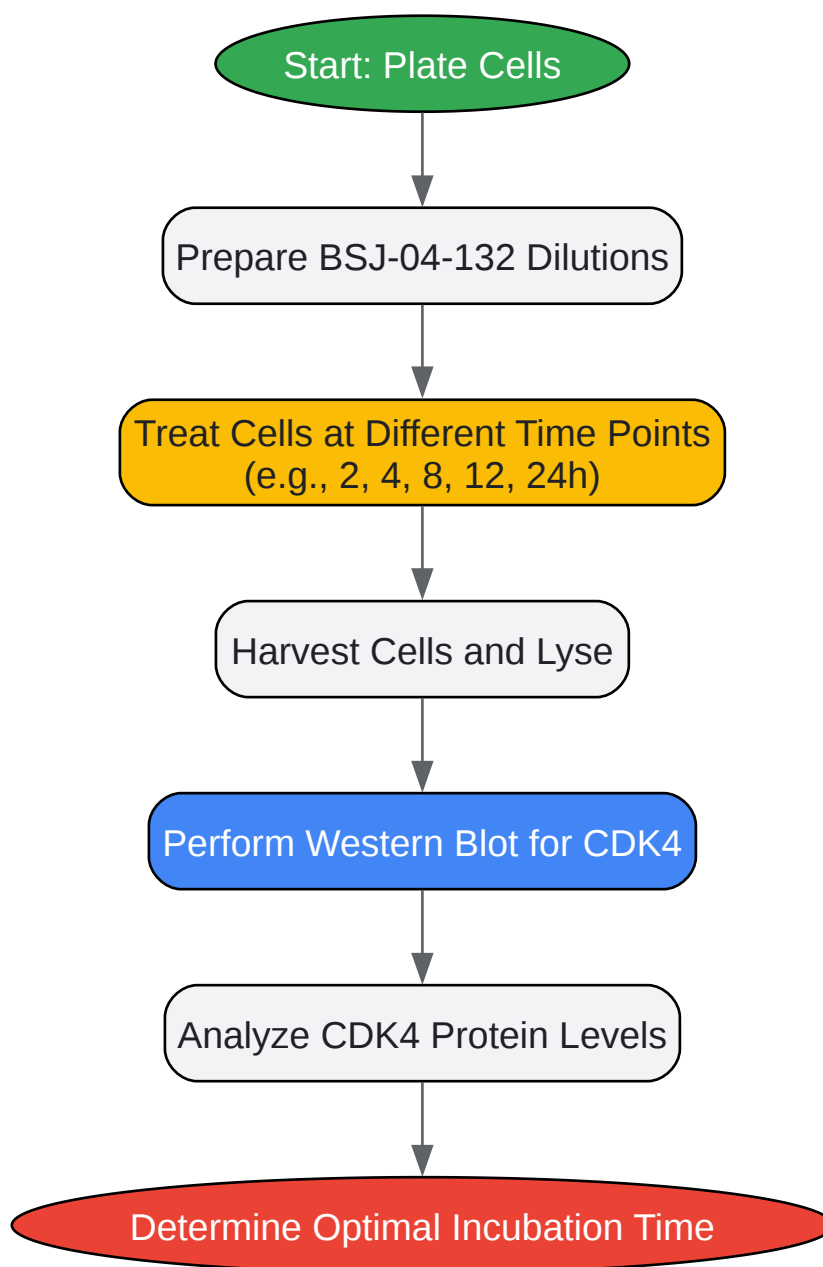 Start: Plate Cells
Prepare BSJ-04-132 Dilutions
Treat Cells at Different Time Points
(e.g., 2, 4, 8, 12, 24h)
Harvest Cells and Lyse
Perform Western Blot for CDK4
Analyze CDK4 Protein Levels
Determine Optimal Incubation Time